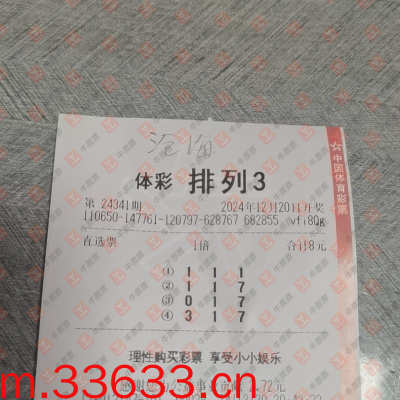 沧海
体彩 排列3
第 24341期 2024年12月20日开奖
110650-147761-120797-628767 682855 vfi8Qg
直选票 1倍 合计8元
① 1 1 1
② 1 1 7
③ 0 1 7
④ 3 1 7
理性购买彩票 享受小小娱乐
中国体育彩票
m.33633.cn